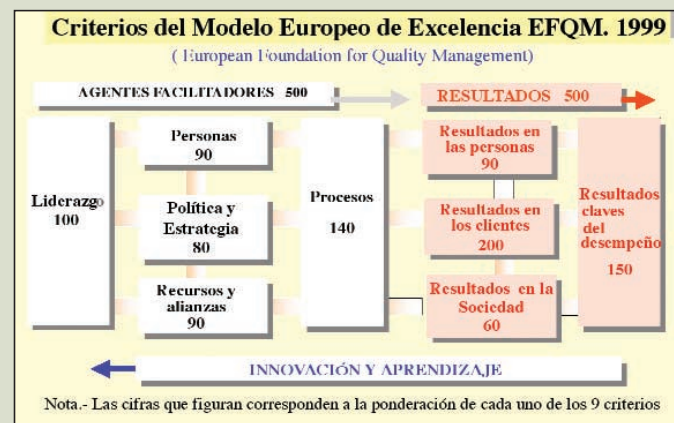 Criterios del Modelo Europeo de Excelencia EFQM. 1999
( European Foundation for Quality Management)
AGENTES FACILITADORES 500
RESULTADOS 500
Liderazgo
100
Personas
90
Política y
Estrategia
80
Recursos y
alianzas
90
Procesos
140
Resultados en
las personas
90
Resultados en
los clientes
200
Resultados en la
Sociedad
60
Resultados
claves
del
desempeño
150
INNOVACIÓN Y APRENDIZAJE
Nota.- Las cifras que figuran corresponden a la ponderación de cada uno de los 9 criterios